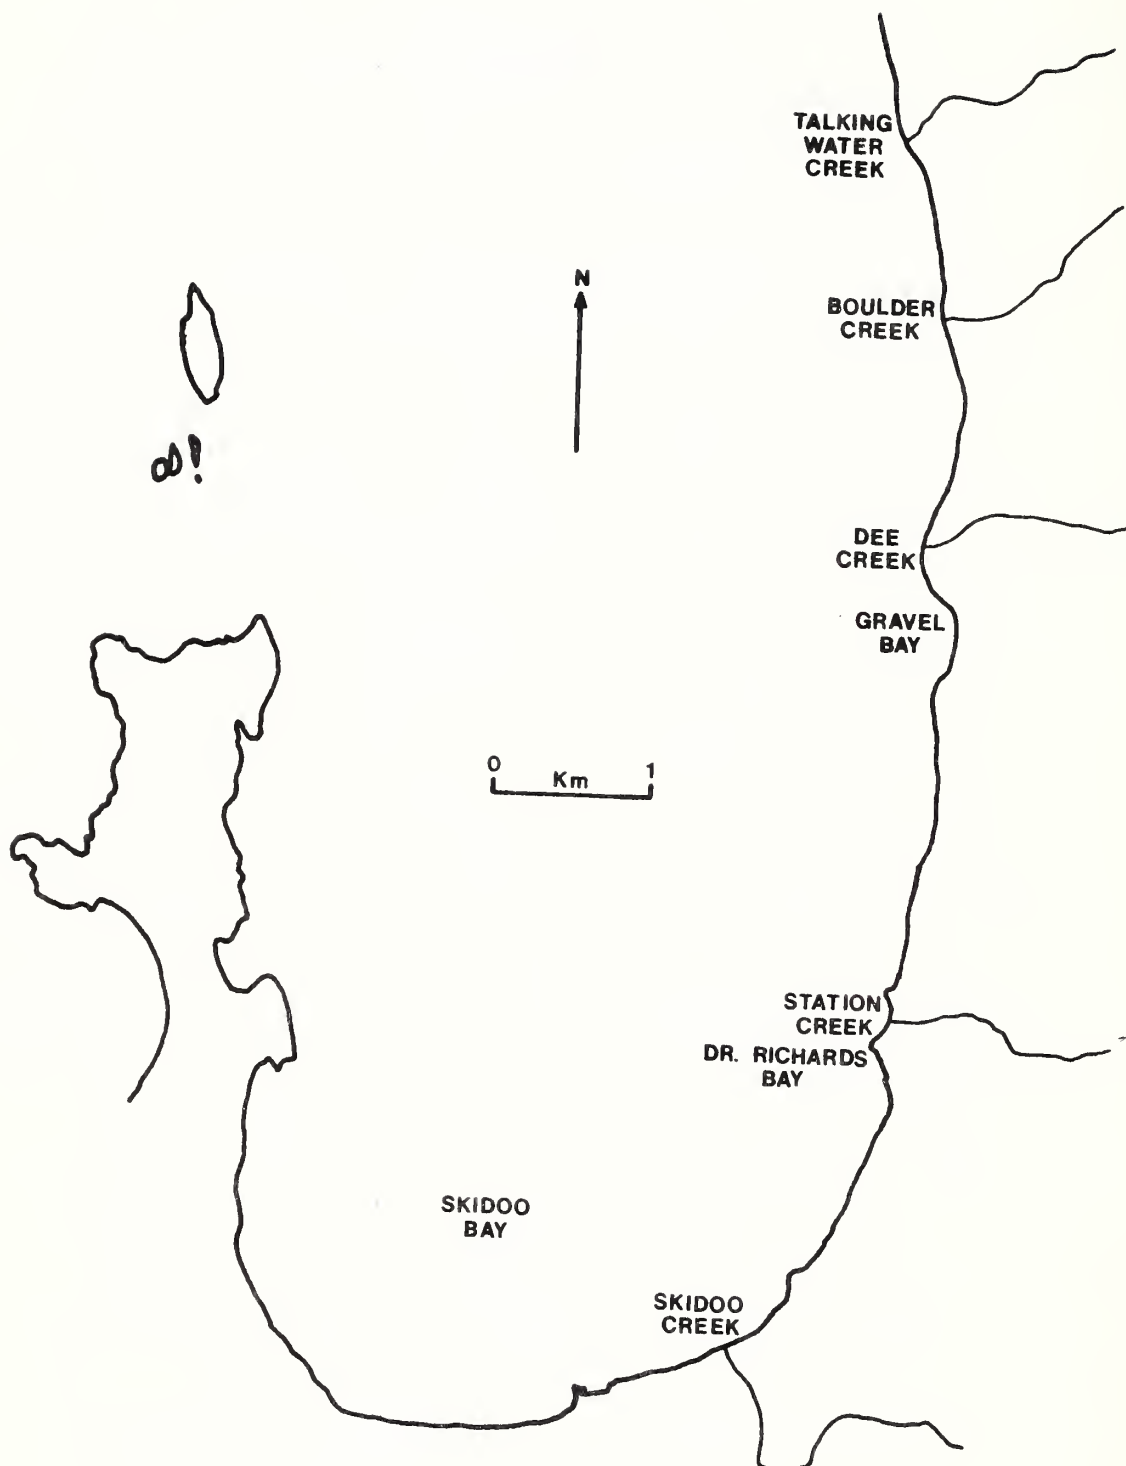 TALKING
WATER
CREEK
N
BOULDER
CREEK
DEE
CREEK
GRAVEL
BAY
0 1
Km
STATION
CREEK
DR. RICHARDS
BAY
SKIDOO
BAY
SKIDOO
CREEK